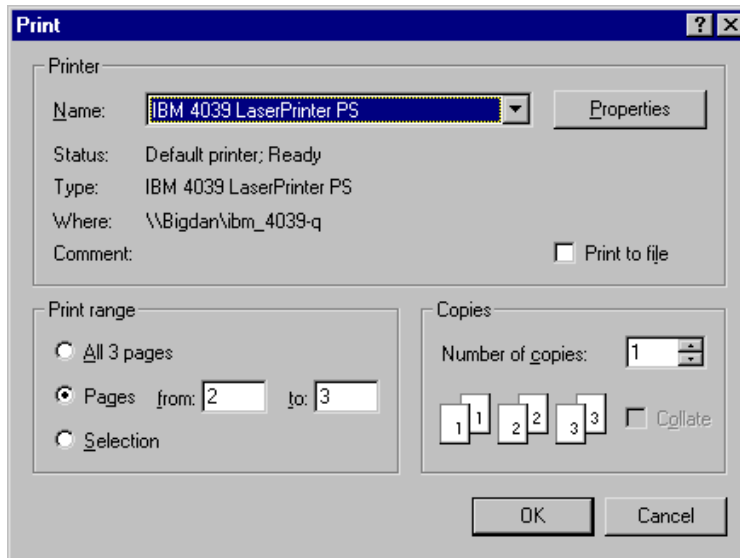 Print
Printer
Name: IBM 4039 LaserPrinter PS Properties
Status: Default printer; Ready
Type: IBM 4039 LaserPrinter PS
Where: \\Bigdan\ibm_4039-q
Comment: Print to file
Print range
All 3 pages
Pages from: 2 to: 3
Selection
Copies
Number of copies: 1
1 1 2 2 3 3 Collate
OK Cancel